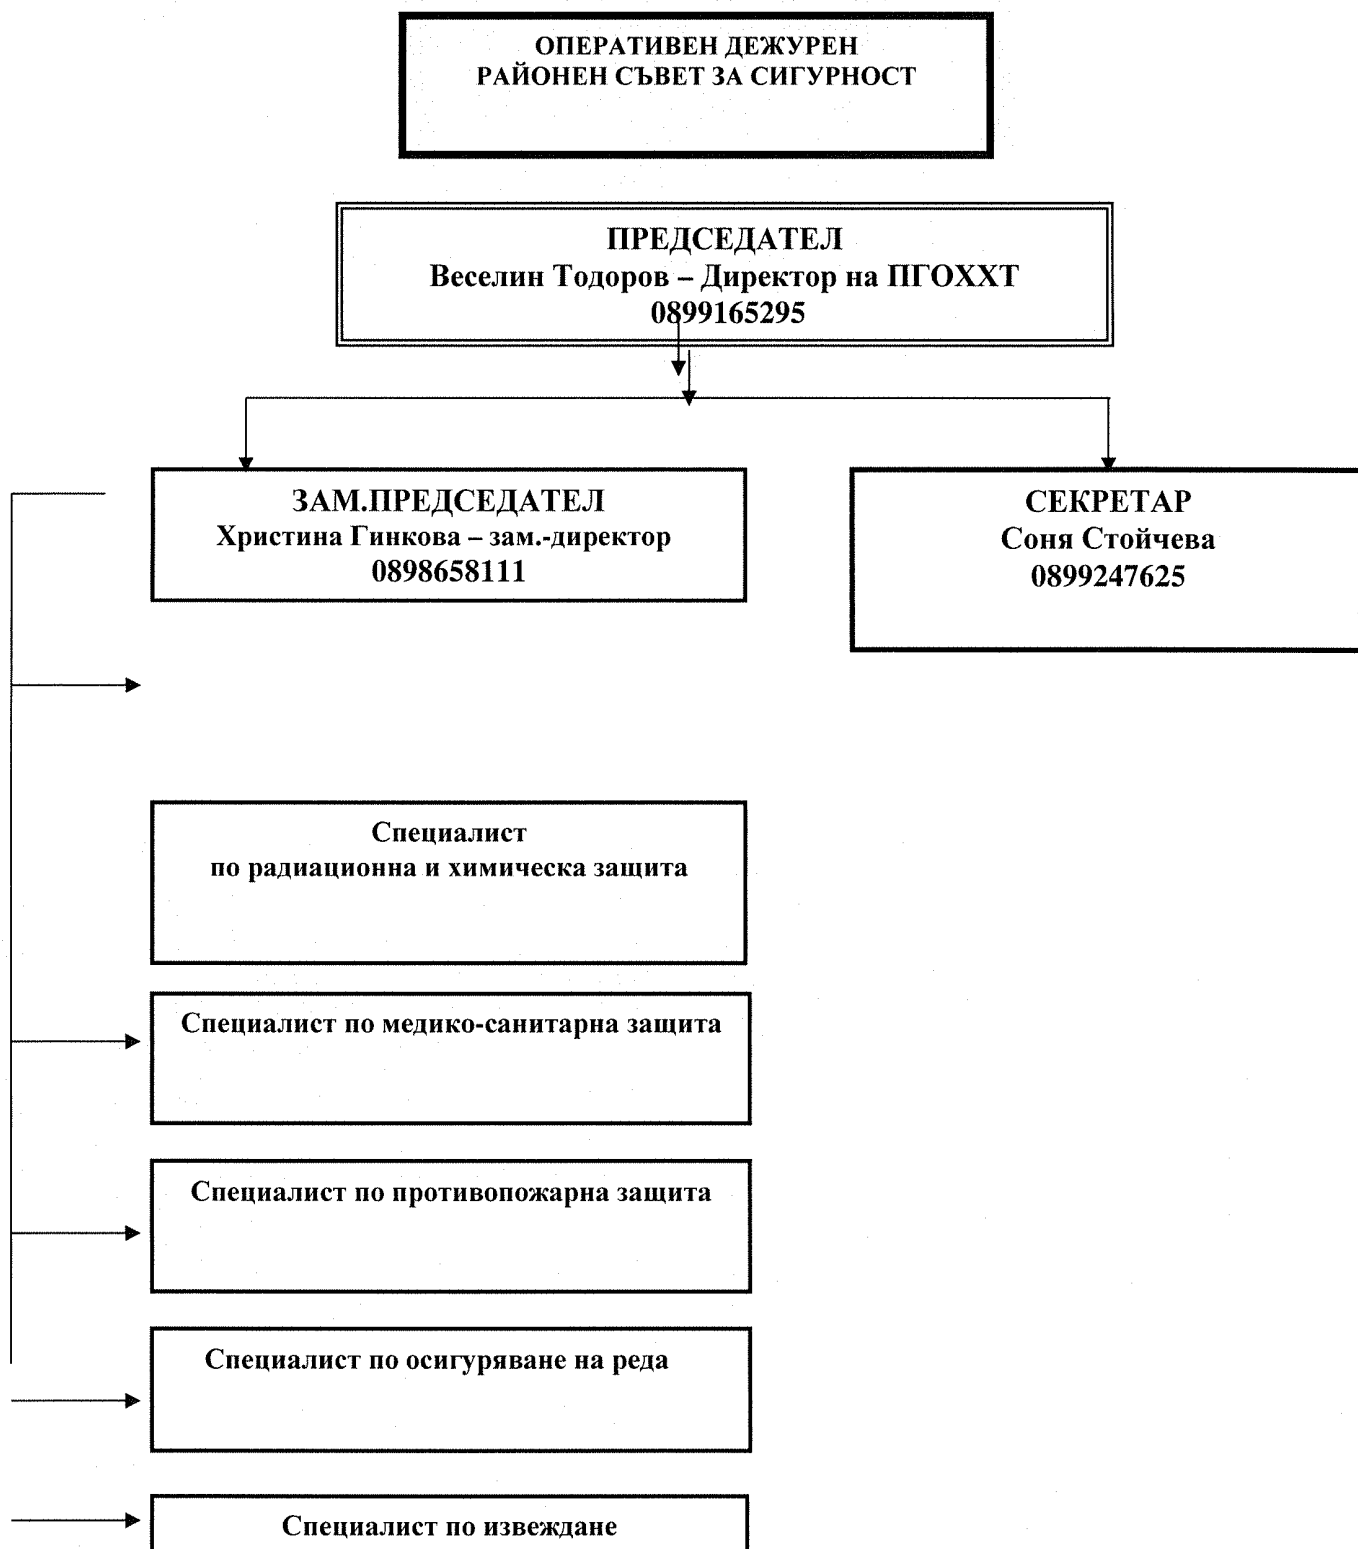 ОПЕРАТИВЕН ДЕЖУРЕН
РАЙОНЕН СЪВЕТ ЗА СИГУРНОСТ
ПРЕДСЕДАТЕЛ
Веселин Тодоров – Директор на ПГОХХТ
0899165295
ЗАМ.ПРЕДСЕДАТЕЛ
Христина Гинкова – зам.-директор
0898658111
СЕКРЕТАР
Соня Стойчева
0899247625
Специалист
по радиационна и химическа защита
Специалист по медико-санитарна защита
Специалист по противопожарна защита
Специалист по осигуряване на реда
Специалист по извеждане